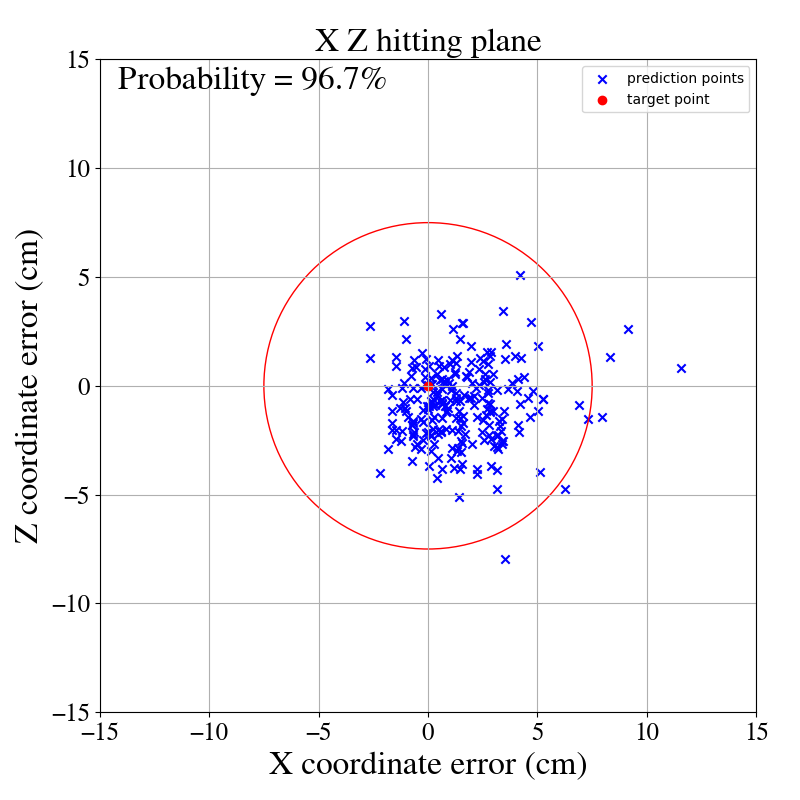 X Z hitting plane
Probability = 96.7%
prediction points
target point
Z coordinate error (cm)
15
10
5
0
−5
−10
−15
−15
−10
−5
0
5
10
15
X coordinate error (cm)